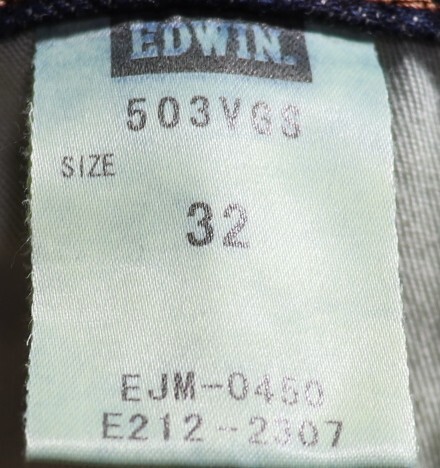 EDWIN.
503VGS
SIZE
32
EJM-0450
E212-2307